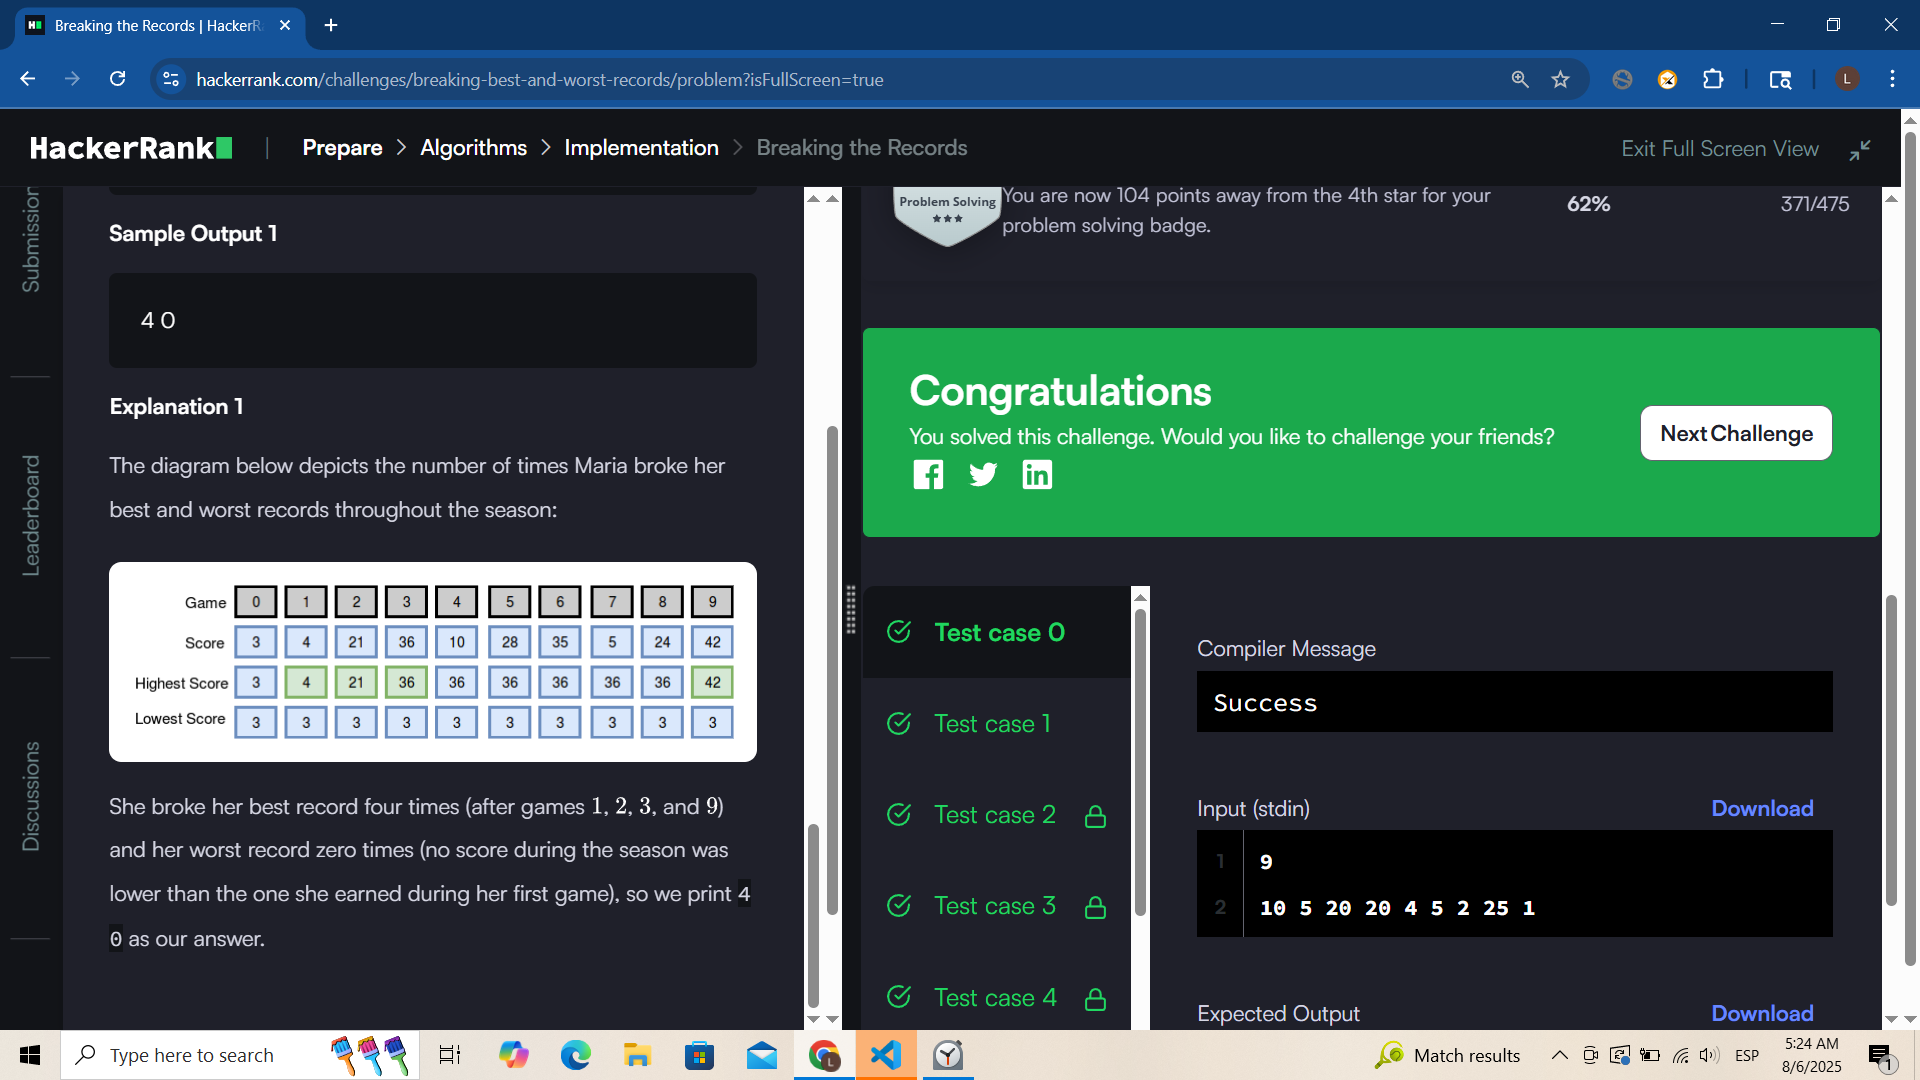 Breaking the Records | HackerR
hackerrank.com/challenges/breaking-best-and-worst-records/problem?isFullScreen=true
L
HackerRank
Prepare > Algorithms > Implementation > Breaking the Records
Exit Full Screen View
Submission
Leaderboard
Discussions
Sample Output 1
4 0
Explanation 1
The diagram below depicts the number of times Maria broke her
best and worst records throughout the season:
Game 0 1 2 3 4 5 6 7 8 9
Score 3 4 21 36 10 28 35 5 24 42
Highest Score 3 4 21 36 36 36 36 36 36 42
Lowest Score 3 3 3 3 3 3 3 3 3 3
She broke her best record four times (after games 1, 2, 3, and 9)
and her worst record zero times (no score during the season was
lower than the one she earned during her first game), so we print 4
0 as our answer.
Problem Solving
You are now 104 points away from the 4th star for your
problem solving badge.
62%
371/475
Congratulations
You solved this challenge. Would you like to challenge your friends?
Next Challenge
Test case 0
Test case 1
Test case 2
Test case 3
Test case 4
Compiler Message
Success
Input (stdin)
Download
1 9
2 10 5 20 20 4 5 2 25 1
Expected Output
Download
Type here to search
L
Match results
ESP
5:24 AM
8/6/2025
1